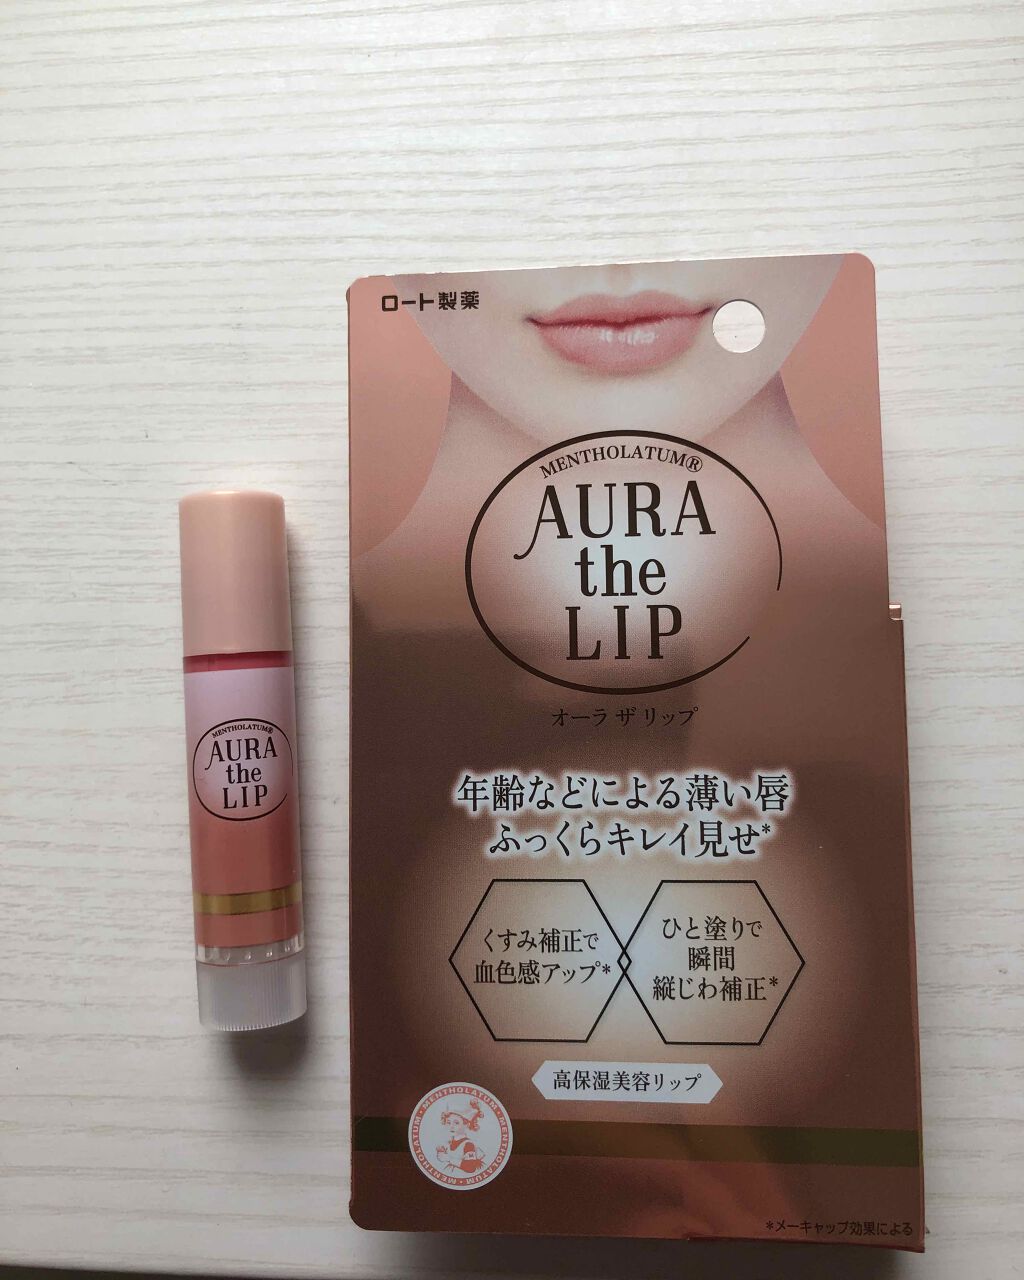 ロート製薬
MENTHOLATUM®
AURA
the
LIP
オーラ ザ リップ
年齢などによる薄い唇
ふっくらキレイ見せ*
くすみ補正で
血色感アップ*
ひと塗りで
瞬間
縦じわ補正*
高保湿美容リップ
MENTHOLATUM・MENTHOLATUM・MENTHOLATUM
*メーキャップ効果による
MENTHOLATUM®
AURA
the
LIP